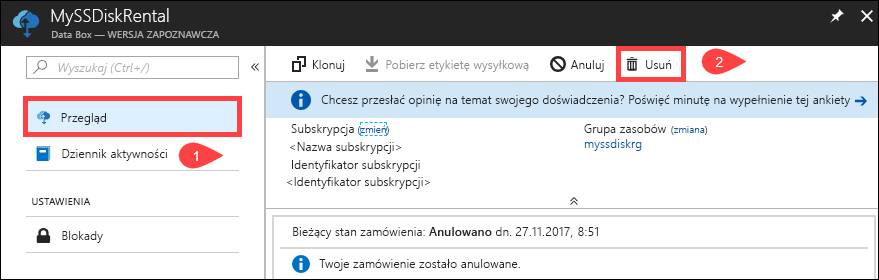 MySSDiskRental
Data Box — WERSJA ZAPOZNAWCZA
Wyszukaj (Ctrl+/)
Przegląd
Dziennik aktywności
1
USTAWIENIA
Blokady
Klonuj Pobierz etykietę wysyłkową Anuluj Usuń 2
Chcesz przesłać opinię na temat swojego doświadczenia? Poświęć minutę na wypełnienie tej ankiety
Subskrypcja (zmień)
<Nazwa subskrypcji>
Identyfikator subskrypcji
<Identyfikator subskrypcji>
Grupa zasobów (zmiana)
myssdiskrg
Bieżący stan zamówienia: Anulowano dn. 27.11.2017, 8:51
Twoje zamówienie zostało anulowane.